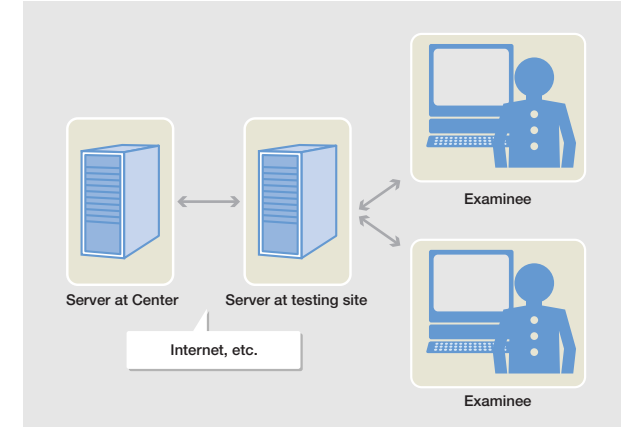 Examinee
Server at Center
Server at testing site
Internet, etc.
Examinee